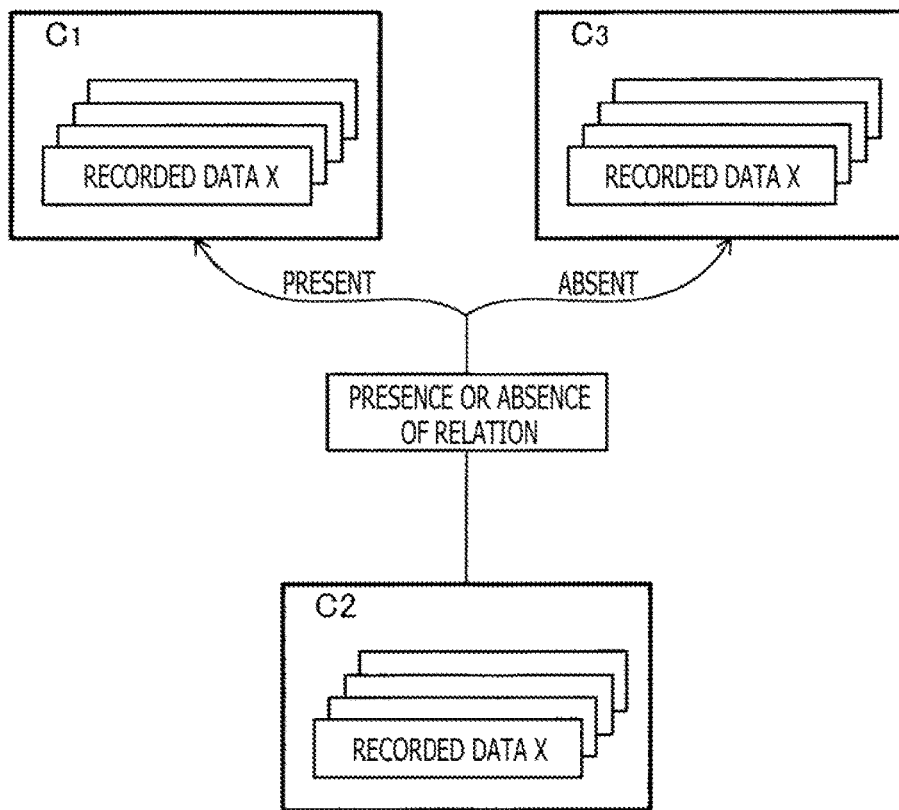 C1
C3
RECORDED DATA X
RECORDED DATA X
PRESENT
ABSENT
PRESENCE OR ABSENCE
OF RELATION
C2
RECORDED DATA X